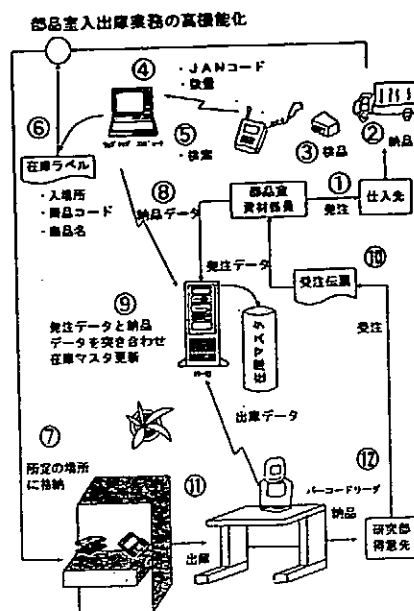 部品室入出庫業務の高機能化
④
・JANコード
・数量
⑥
⑤
・検索
③ 検品
② 納品
在庫ラベル
・入場所
・商品コード
・商品名
⑧
納品データ
部品室
資材係員
①
発注
仕入先
発注データ
⑩
受注伝票
受注
⑨
発注データと納品
データを突き合わせ
在庫マスタ更新
在庫マスタ
出庫データ
⑦
所定の場所
に格納
⑪
出庫
⑫
バーコードリーダ
納品
研究部
得意先